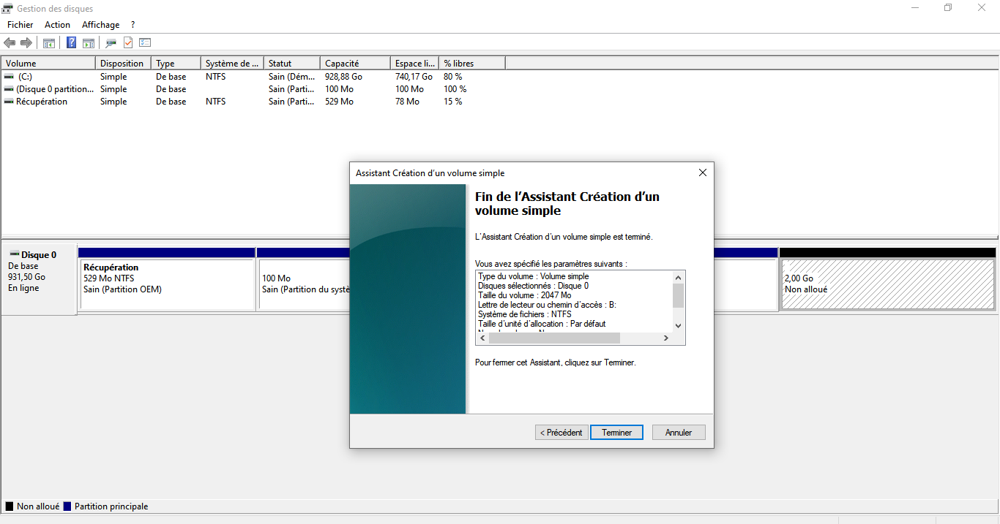 Gestion des disques
Fichier Action Affichage ?
Volume Disposition Type Système de ... Statut Capacité Espace li... % libres
(C:) Simple De base NTFS Sain (Dém... 928,88 Go 740,17 Go 80 %
(Disque 0 partition... Simple De base Sain (Parti... 100 Mo 100 Mo 100 %
Récupération Simple De base NTFS Sain (Parti... 529 Mo 78 Mo 15 %
Assistant Création d'un volume simple
Fin de l'Assistant Création d'un
volume simple
L'Assistant Création d'un volume simple est terminé.
Vous avez spécifié les paramètres suivants :
Type du volume : Volume simple
Disques sélectionnés : Disque 0
Taille du volume : 2047 Mo
Lettre de lecteur ou chemin d'accès : B:
Système de fichiers : NTFS
Taille d'unité d'allocation : Par défaut
Pour fermer cet Assistant, cliquez sur Terminer.
< Précédent Terminer Annuler
Disque 0
De base
931,50 Go
En ligne
Récupération
529 Mo NTFS
Sain (Partition OEM)
100 Mo
Sain (Partition du systè
2,00 Go
Non alloué
Non alloué Partition principale